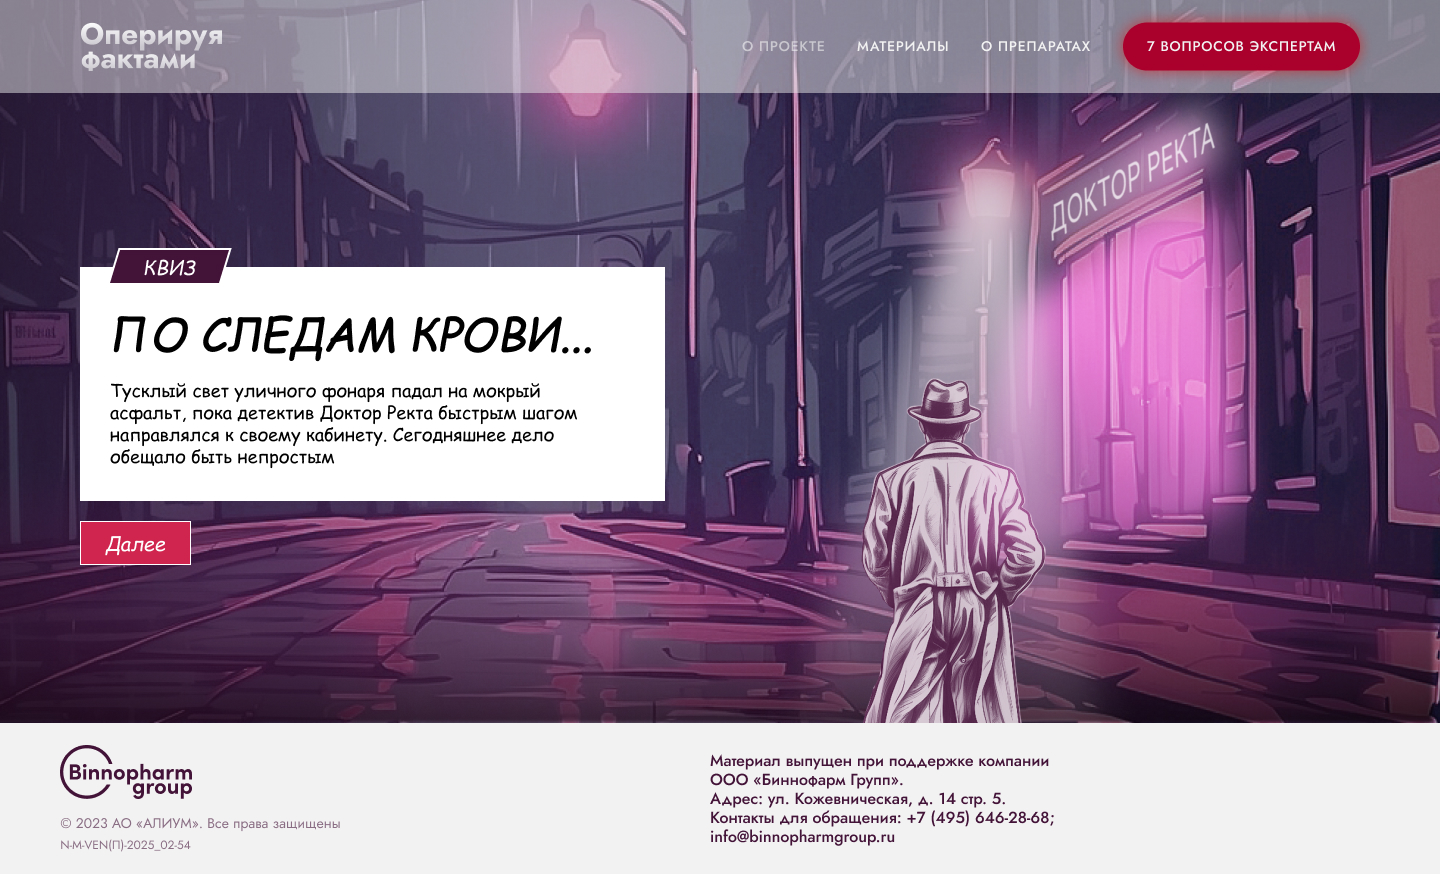 Оперируя
фактами
О ПРОЕКТЕ
МАТЕРИАЛЫ
О ПРЕПАРАТАХ
7 ВОПРОСОВ ЭКСПЕРТАМ
ДОКТОР РЕКТА
КВИЗ
ПО СЛЕДАМ КРОВИ...
Тусклый свет уличного фонаря падал на мокрый
асфальт, пока детектив Доктор Ректа быстрым шагом
направлялся к своему кабинету. Сегодняшнее дело
обещало быть непростым
Далее
Binnopharm
group
© 2023 АО «АЛИУМ». Все права защищены
N-M-VEN(П)-2025_02-54
Материал выпущен при поддержке компании
ООО «Биннофарм Групп».
Адрес: ул. Кожевническая, д. 14 стр. 5.
Контакты для обращения: +7 (495) 646-28-68;
info@binnopharmgroup.ru